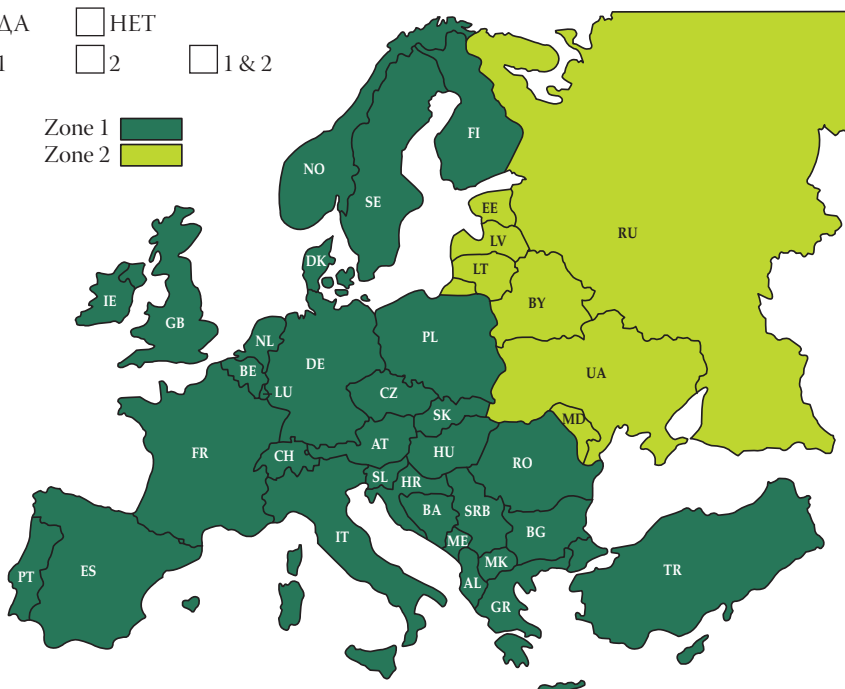 ДА НЕТ
1 2 1 & 2
Zone 1
Zone 2
FI
NO
SE
EE
RU
LV
DK
LT
IE
BY
GB
NL
PL
DE
BE
UA
LU
CZ
SK
MD
AT
FR
HU
CH
RO
SL
HR
BA
SRB
BG
IT
ME
MK
PT
ES
TR
AL
GR